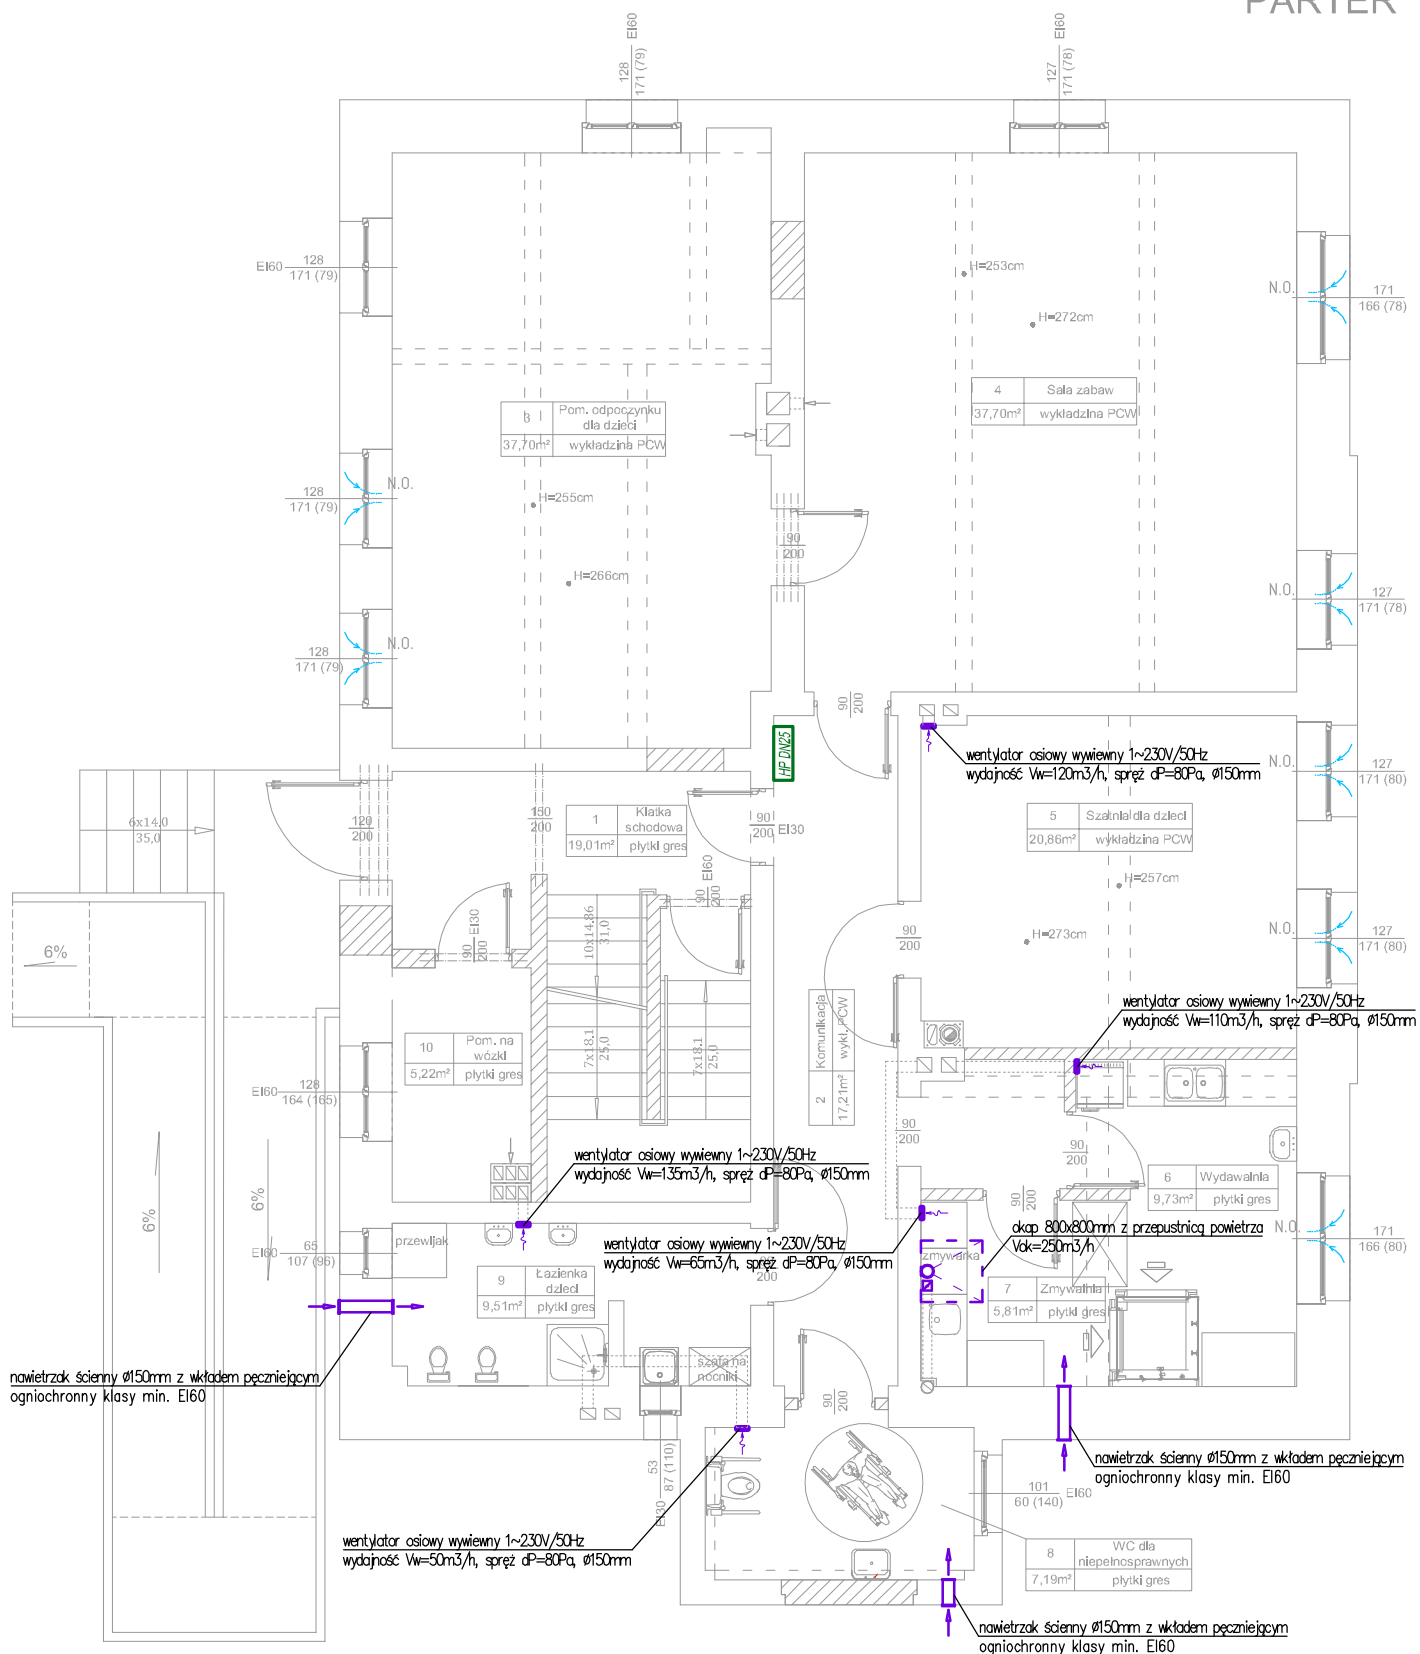 PARTER
EI60
128
171 (79)
EI60
127
171 (78)
EI60
128
171 (79)
H=253cm
N.O.
171
166 (78)
H=272cm
4
Sala zabaw
37,70m²
wykładzina PCW
3
Pom. odpoczynku
dla dzieci
37,70m²
wykładzina PCW
128
171 (79)
N.O.
H=255cm
90
200
H=266cm
N.O.
127
171 (78)
128
171 (79)
N.O.
90
200
HP DN25
wentylator osiowy wywiewny 1~230V/50Hz
wydajność Vw=120m3/h, spręż dP=80Pa, Ø150mm
N.O.
127
171 (80)
6x14,0
35,0
120
200
150
200
1
Klatka
schodowa
19,01m²
płytki gres
90
200
EI30
5
Szatnia dla dzieci
20,86m²
wykładzina PCW
90
200
EI60
H=257cm
10x14,86
31,0
90
200
EI30
90
200
H=273cm
N.O.
127
171 (80)
6%
wentylator osiowy wywiewny 1~230V/50Hz
wydajność Vw=110m3/h, spręż dP=80Pa, Ø150mm
2
Komunikacja
17,21m²
wykł. PCW
10
Pom. na
wózki
5,22m²
płytki gres
7x18,1
25,0
7x18,1
25,0
EI60
128
164 (165)
90
200
90
200
wentylator osiowy wywiewny 1~230V/50Hz
wydajność Vw=135m3/h, spręż dP=80Pa, Ø150mm
6
Wydawalnia
9,73m²
płytki gres
90
200
6%
6%
okap 800x800mm z przepustnicą powietrza
Vok=250m3/h
N.O.
171
166 (80)
EI60
65
107 (96)
przewijak
wentylator osiowy wywiewny 1~230V/50Hz
wydajność Vw=65m3/h, spręż dP=80Pa, Ø150mm
zmywarka
90
200
9
Łazienka
dzieci
9,51m²
płytki gres
7
Zmywalnia
5,81m²
płytki gres
szafa na
nocniki
nawietrzak ścienny Ø150mm z wkładem pęczniejącym
ogniochronny klasy min. EI60
90
200
53
87 (110)
EI30
nawietrzak ścienny Ø150mm z wkładem pęczniejącym
ogniochronny klasy min. EI60
101
60 (140)
EI60
wentylator osiowy wywiewny 1~230V/50Hz
wydajność Vw=50m3/h, spręż dP=80Pa, Ø150mm
8
WC dla
niepełnosprawnych
7,19m²
płytki gres
nawietrzak ścienny Ø150mm z wkładem pęczniejącym
ogniochronny klasy min. EI60